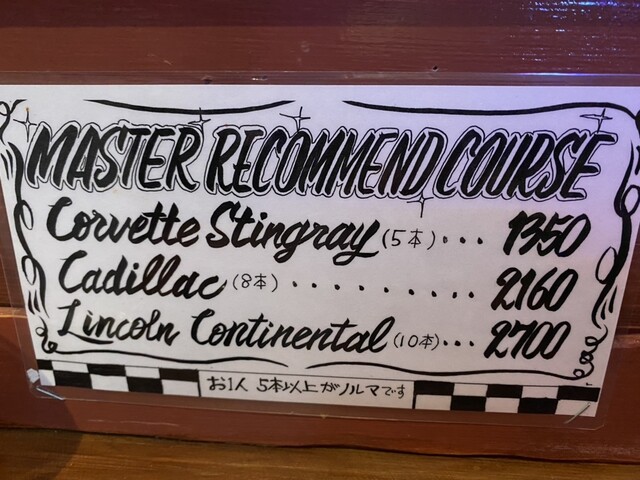 MASTER RECOMMEND COURSE
Corvette Stingray (5本)... 1350
Cadillac (8本).......... 2160
Lincoln Continental (10本)... 2700
お1人 5本以上がノルマです